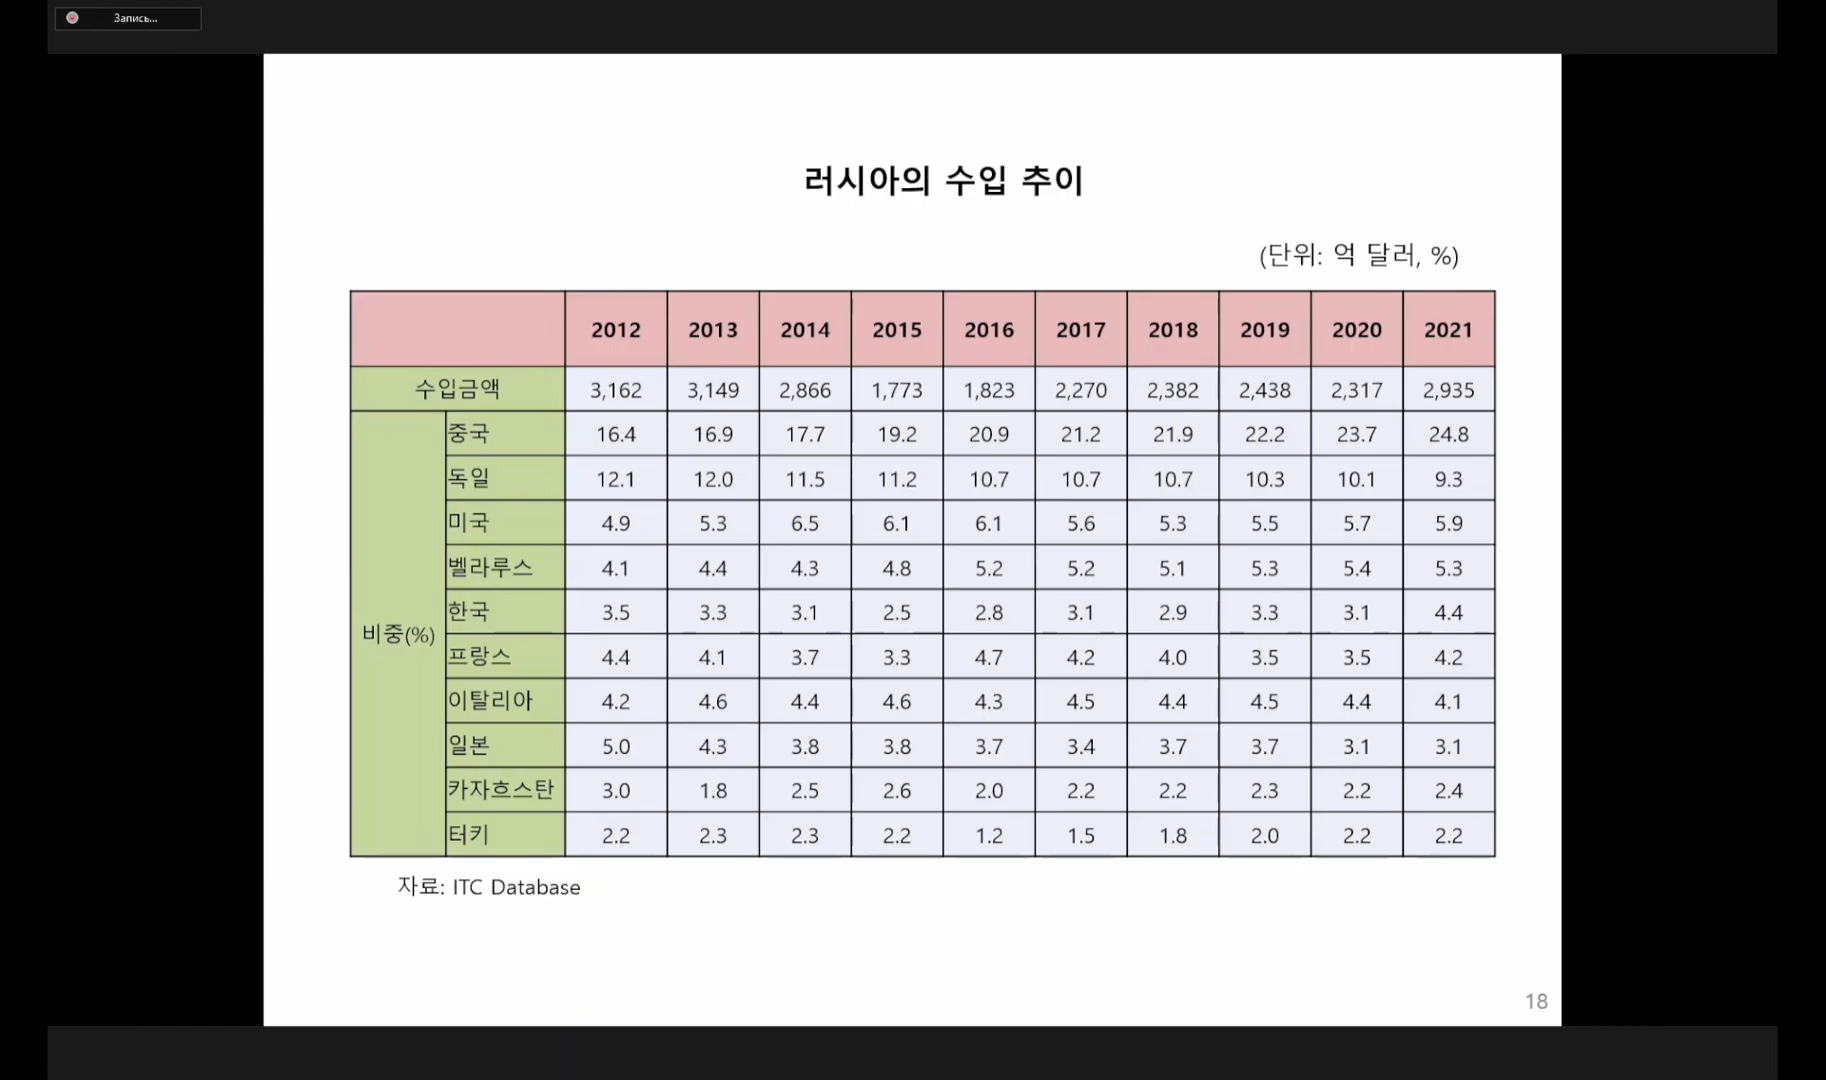 Запись...
러시아의 수입 추이
(단위: 억 달러, %)
2012 2013 2014 2015 2016 2017 2018 2019 2020 2021
수입금액 3,162 3,149 2,866 1,773 1,823 2,270 2,382 2,438 2,317 2,935
비중(%)
중국 16.4 16.9 17.7 19.2 20.9 21.2 21.9 22.2 23.7 24.8
독일 12.1 12.0 11.5 11.2 10.7 10.7 10.7 10.3 10.1 9.3
미국 4.9 5.3 6.5 6.1 6.1 5.6 5.3 5.5 5.7 5.9
벨라루스 4.1 4.4 4.3 4.8 5.2 5.2 5.1 5.3 5.4 5.3
한국 3.5 3.3 3.1 2.5 2.8 3.1 2.9 3.3 3.1 4.4
프랑스 4.4 4.1 3.7 3.3 4.7 4.2 4.0 3.5 3.5 4.2
이탈리아 4.2 4.6 4.4 4.6 4.3 4.5 4.4 4.5 4.4 4.1
일본 5.0 4.3 3.8 3.8 3.7 3.4 3.7 3.7 3.1 3.1
카자흐스탄 3.0 1.8 2.5 2.6 2.0 2.2 2.2 2.3 2.2 2.4
터키 2.2 2.3 2.3 2.2 1.2 1.5 1.8 2.0 2.2 2.2
자료: ITC Database
18